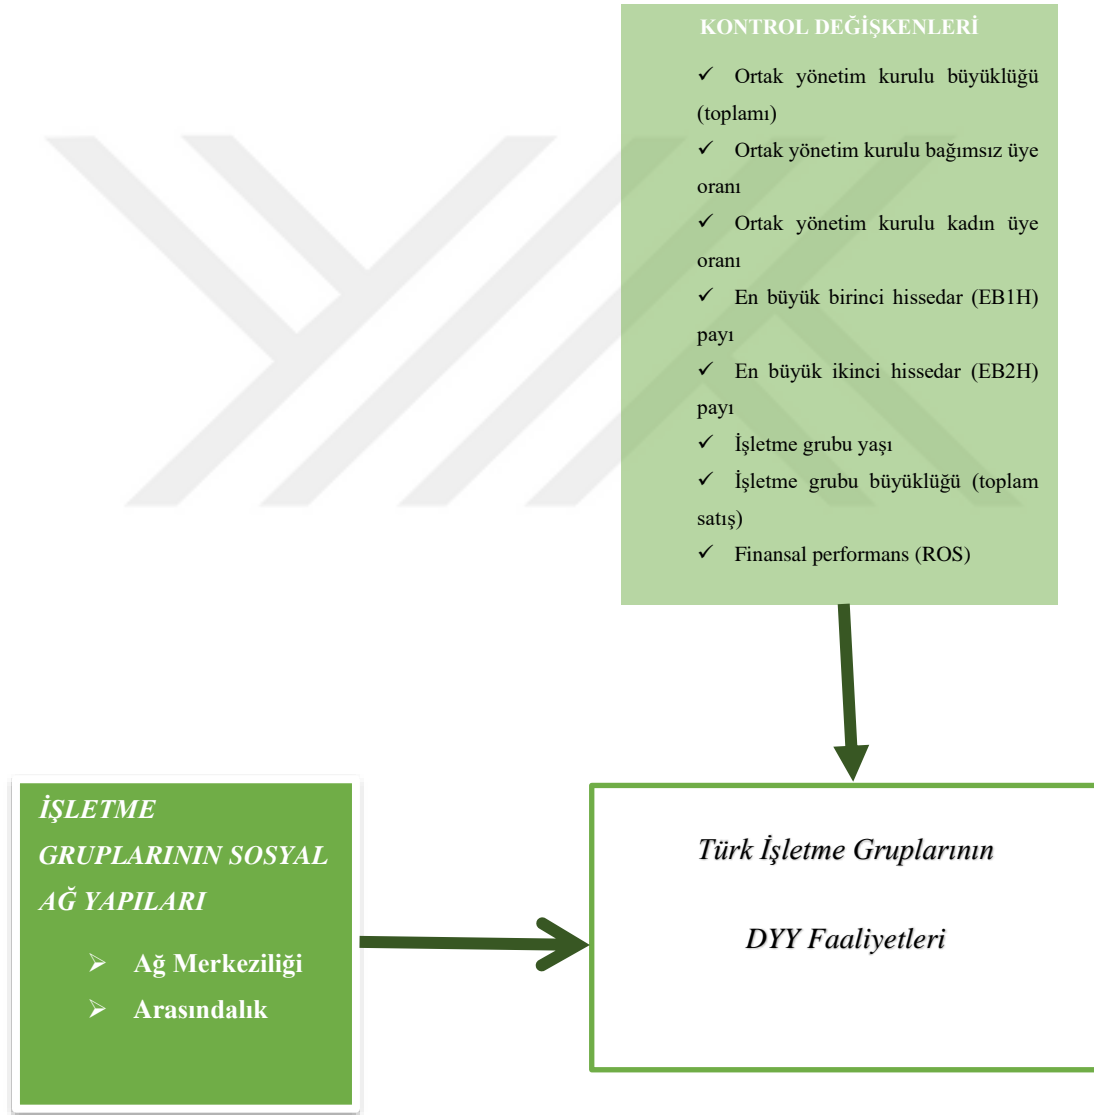 KONTROL DEĞİŞKENLERİ
✓ Ortak yönetim kurulu büyüklüğü
(toplamı)
✓ Ortak yönetim kurulu bağımsız üye
oranı
✓ Ortak yönetim kurulu kadın üye
oranı
✓ En büyük birinci hissedar (EB1H)
payı
✓ En büyük ikinci hissedar (EB2H)
payı
✓ İşletme grubu yaşı
✓ İşletme grubu büyüklüğü (toplam
satış)
✓ Finansal performans (ROS)
İŞLETME
GRUPLARININ SOSYAL
AĞ YAPILARI
➢ Ağ Merkeziliği
➢ Arasındalık
Türk İşletme Gruplarının
DYY Faaliyetleri